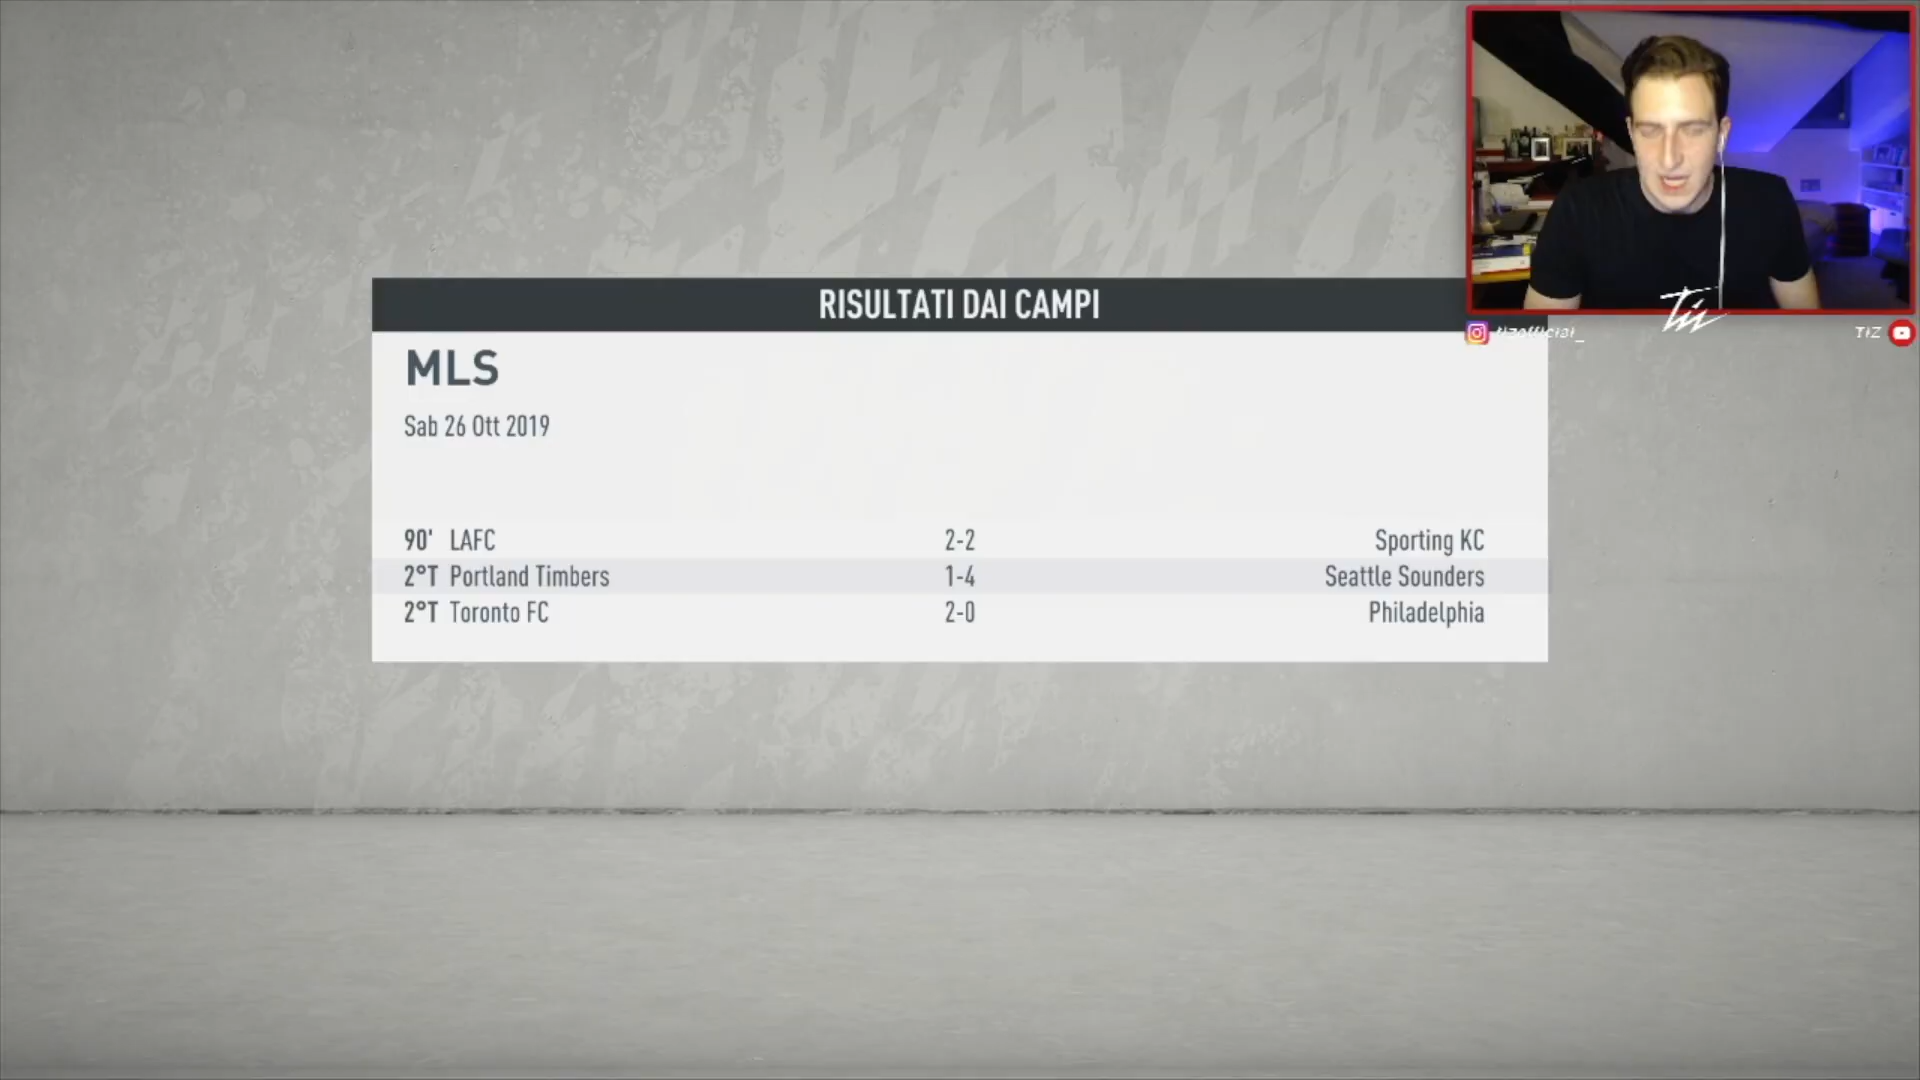 RISULTATI DAI CAMPI
MLS
Sab 26 Ott 2019
90' LAFC 2-2 Sporting KC
2°T Portland Timbers 1-4 Seattle Sounders
2°T Toronto FC 2-0 Philadelphia
Tiz
TIZ